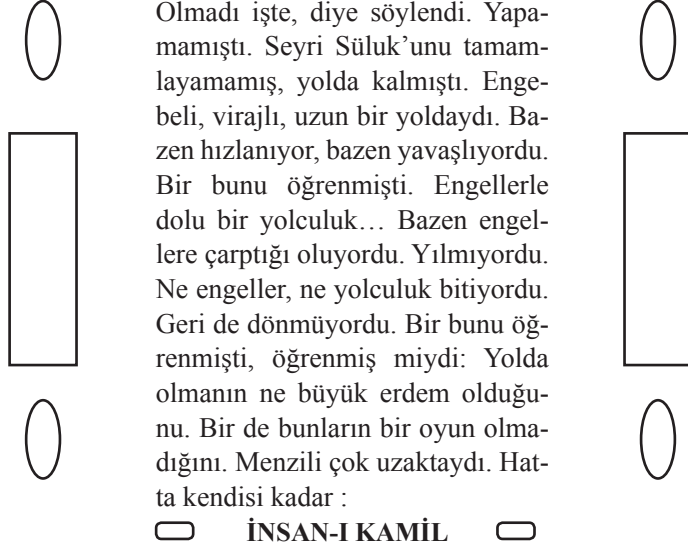 Olmadı işte, diye söylendi. Yapa-
mamıştı. Seyri Süluk’unu tamam-
layamamış, yolda kalmıştı. Enge-
beli, virajlı, uzun bir yoldaydı. Ba-
zen hızlanıyor, bazen yavaşlıyordu.
Bir bunu öğrenmişti. Engellerle
dolu bir yolculuk… Bazen engel-
lere çarptığı oluyordu. Yılmıyordu.
Ne engeller, ne yolculuk bitiyordu.
Geri de dönmüyordu. Bir bunu öğ-
renmişti, öğrenmiş miydi: Yolda
olmanın ne büyük erdem olduğu-
nu. Bir de bunların bir oyun olma-
dığını. Menzili çok uzaktaydı. Hat-
ta kendisi kadar :
İNSAN-I KAMİL